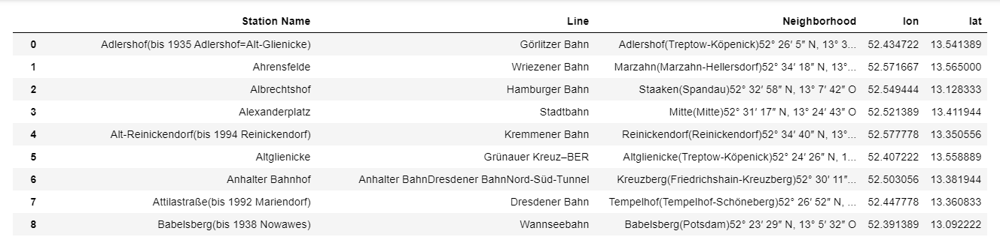 Station Name Line Neighborhood lon lat
0 Adlershof(bis 1935 Adlershof=Alt-Glienicke) Görlitzer Bahn Adlershof(Treptow-Köpenick)52° 26′ 5″ N, 13° 3... 52.434722 13.541389
1 Ahrensfelde Wriezener Bahn Marzahn(Marzahn-Hellersdorf)52° 34′ 18″ N, 13°... 52.571667 13.565000
2 Albrechtshof Hamburger Bahn Staaken(Spandau)52° 32′ 58″ N, 13° 7′ 42″ O 52.549444 13.128333
3 Alexanderplatz Stadtbahn Mitte(Mitte)52° 31′ 17″ N, 13° 24′ 43″ O 52.521389 13.411944
4 Alt-Reinickendorf(bis 1994 Reinickendorf) Kremmener Bahn Reinickendorf(Reinickendorf)52° 34′ 40″ N, 13°... 52.577778 13.350556
5 Altglienicke Grünauer Kreuz–BER Altglienicke(Treptow-Köpenick)52° 24′ 26″ N, 1... 52.407222 13.558889
6 Anhalter Bahnhof Anhalter BahnDresdener BahnNord-Süd-Tunnel Kreuzberg(Friedrichshain-Kreuzberg)52° 30′ 11″... 52.503056 13.381944
7 Attilastraße(bis 1992 Mariendorf) Dresdener Bahn Tempelhof(Tempelhof-Schöneberg)52° 26′ 52″ N, ... 52.447778 13.360833
8 Babelsberg(bis 1938 Nowawes) Wannseebahn Babelsberg(Potsdam)52° 23′ 29″ N, 13° 5′ 32″ O 52.391389 13.092222